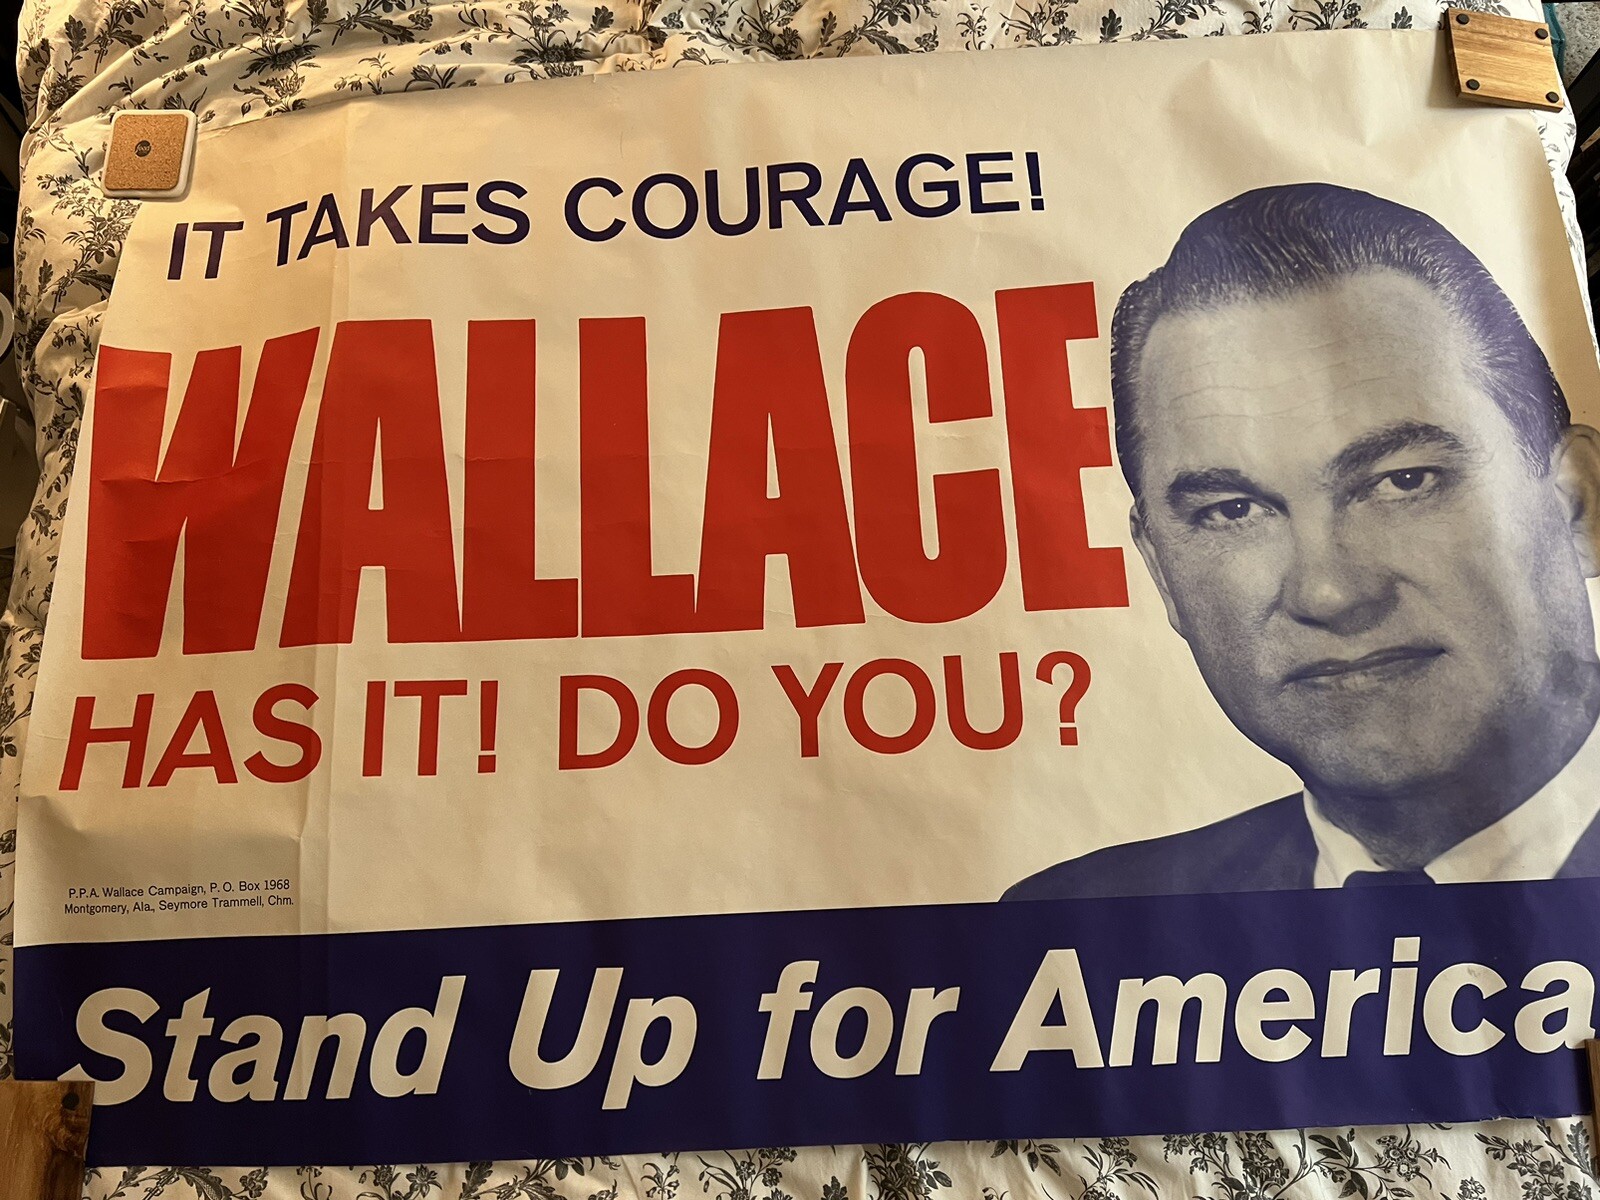 IT TAKES COURAGE!
WALLACE
HAS IT! DO YOU?
P.P.A. Wallace Campaign, P.O. Box 1968
Montgomery, Ala., Seymore Trammell, Chm.
Stand Up for America